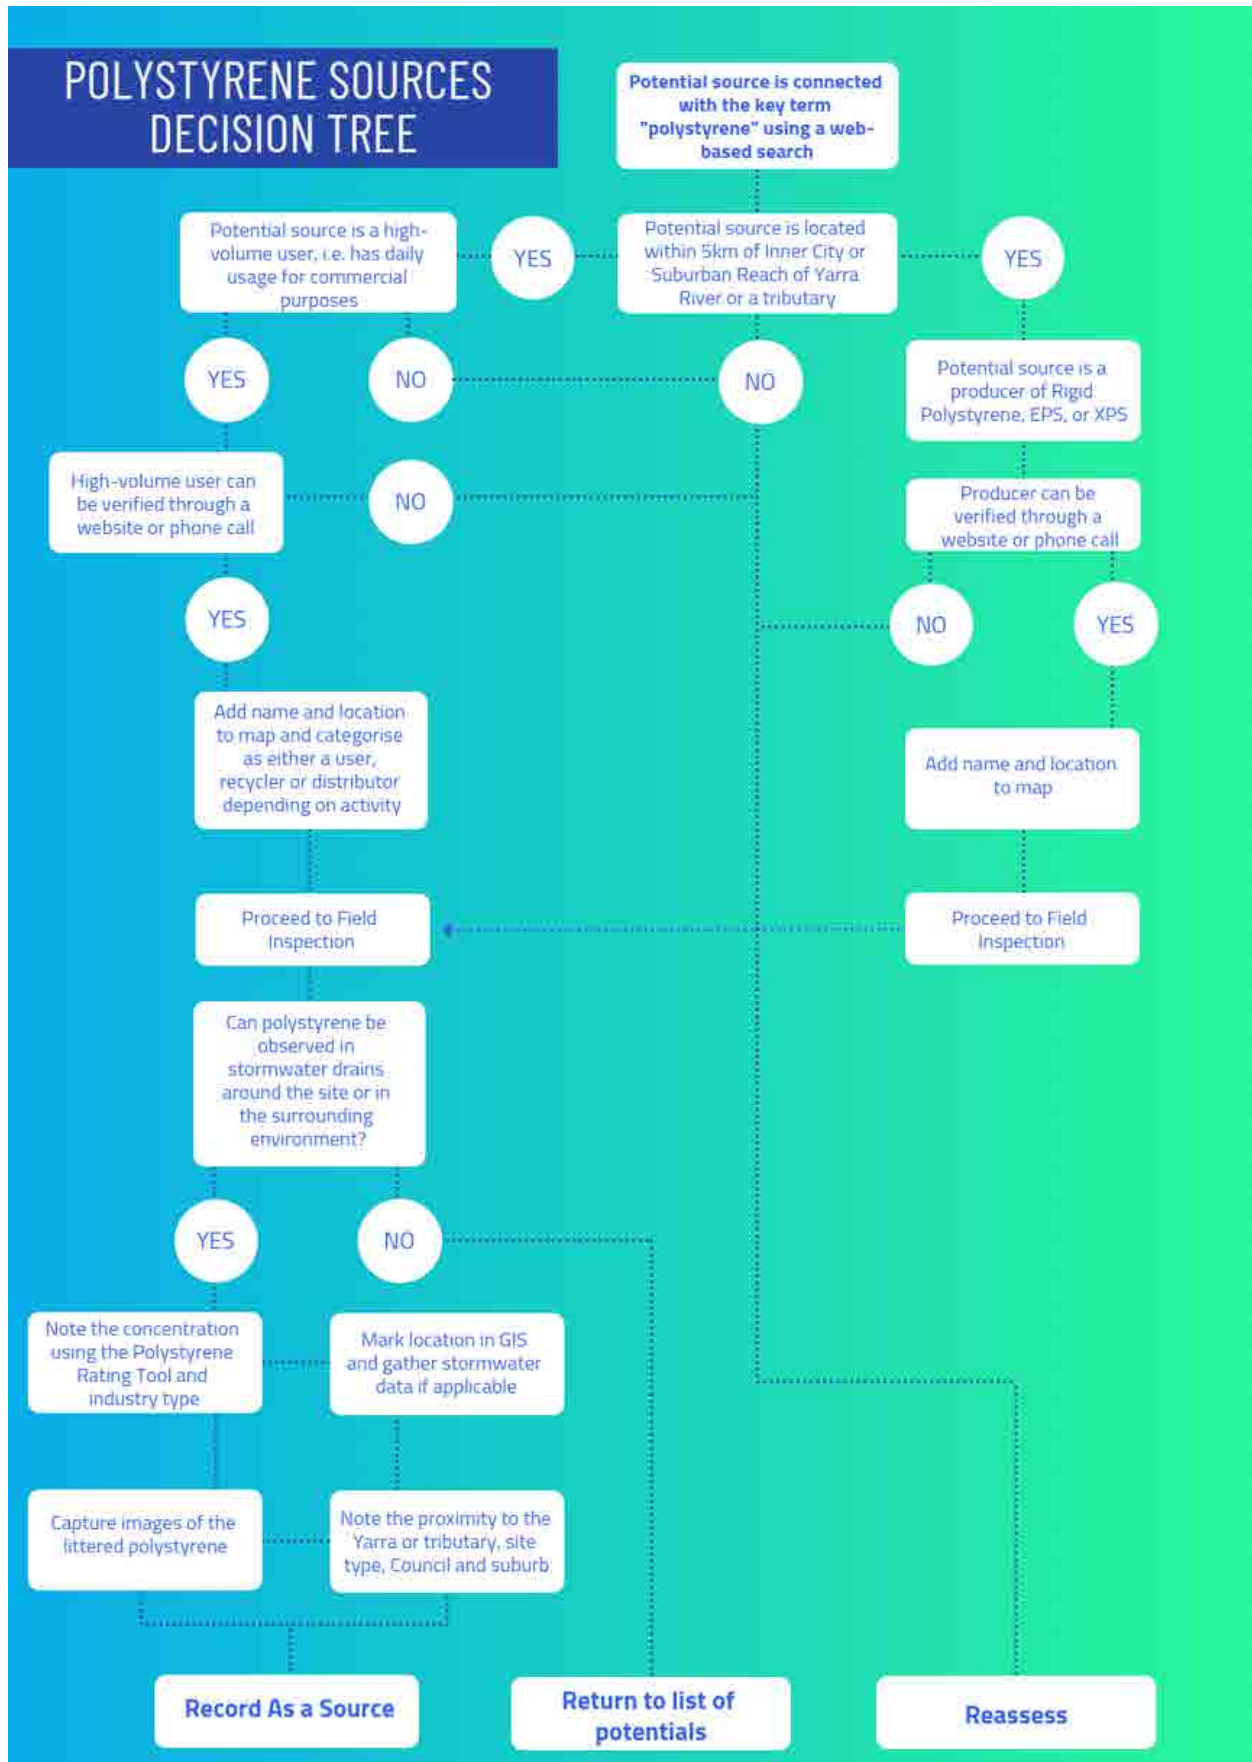 POLYSTYRENE SOURCES
DECISION TREE
Potential source is connected
with the key term
"polystyrene" using a web-
based search
Potential source is a high-
volume user, i.e. has daily
usage for commercial
purposes
YES
Potential source is located
within 5km of Inner City or
Suburban Reach of Yarra
River or a tributary
YES
YES
NO
NO
Potential source is a
producer of Rigid
Polystyrene, EPS, or XPS
High-volume user can
be verified through a
website or phone call
NO
Producer can be
verified through a
website or phone call
YES
NO
YES
Add name and location
to map and categorise
as either a user,
recycler or distributor
depending on activity
Add name and location
to map
Proceed to Field
Inspection
Proceed to Field
Inspection
Can polystyrene be
observed in
stormwater drains
around the site or in
the surrounding
environment?
YES
NO
Note the concentration
using the Polystyrene
Rating Tool and
industry type
Mark location in GIS
and gather stormwater
data if applicable
Capture images of the
littered polystyrene
Note the proximity to the
Yarra or tributary, site
type, Council and suburb
Record As a Source
Return to list of
potentials
Reassess